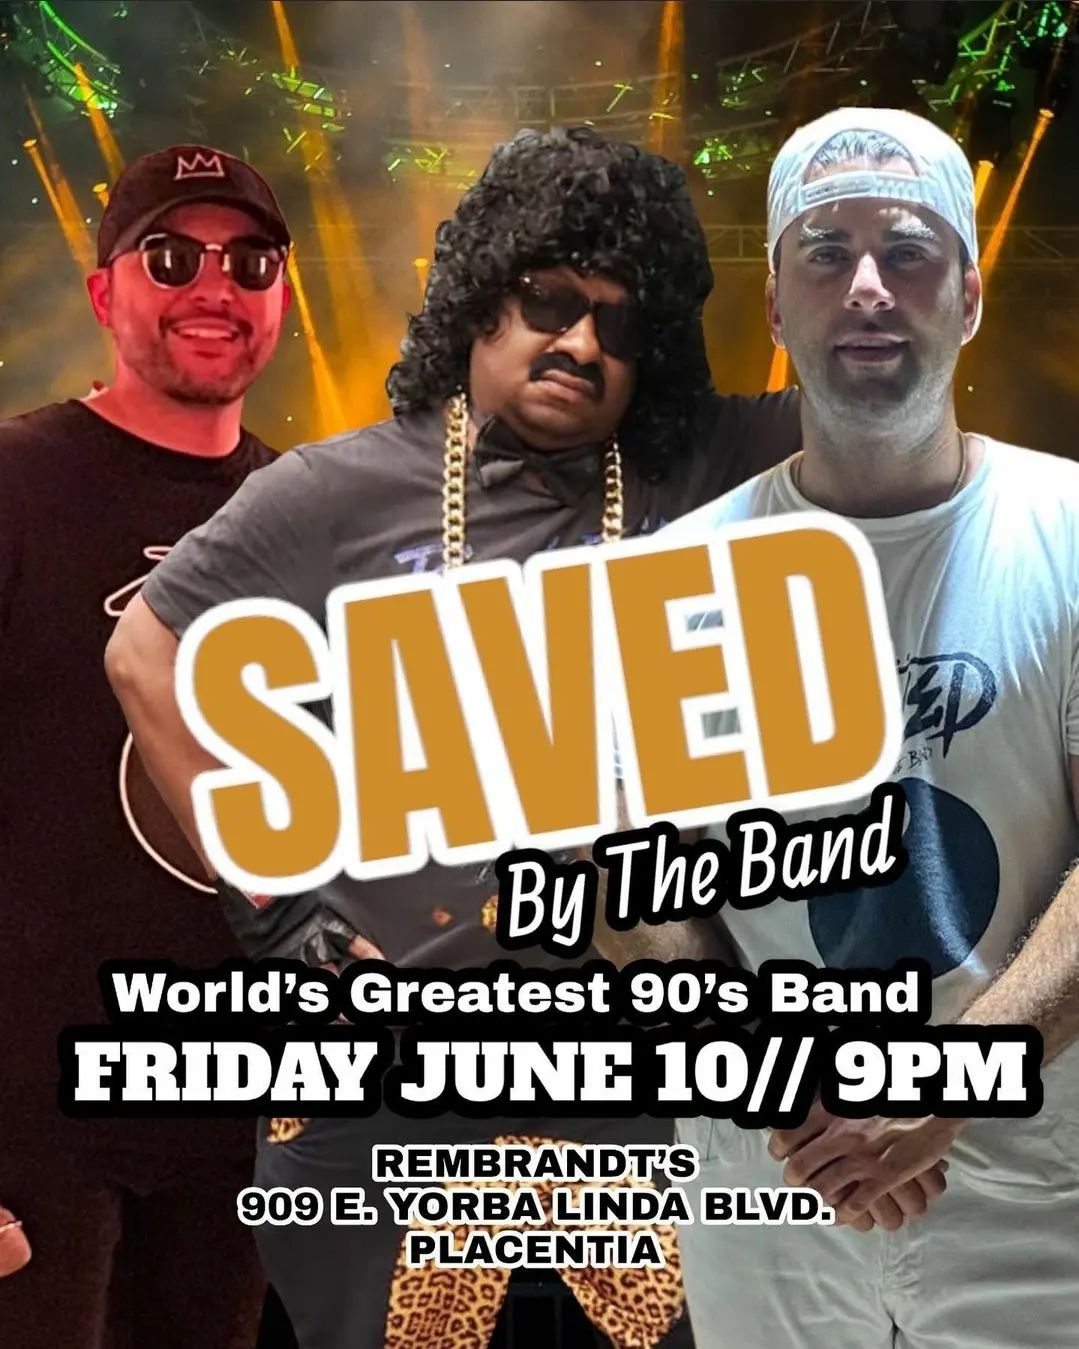 SAVED
By The Band
World's Greatest 90's Band
FRIDAY JUNE 10// 9PM
REMBRANDT'S
909 E. YORBA LINDA BLVD.
PLACENTIA